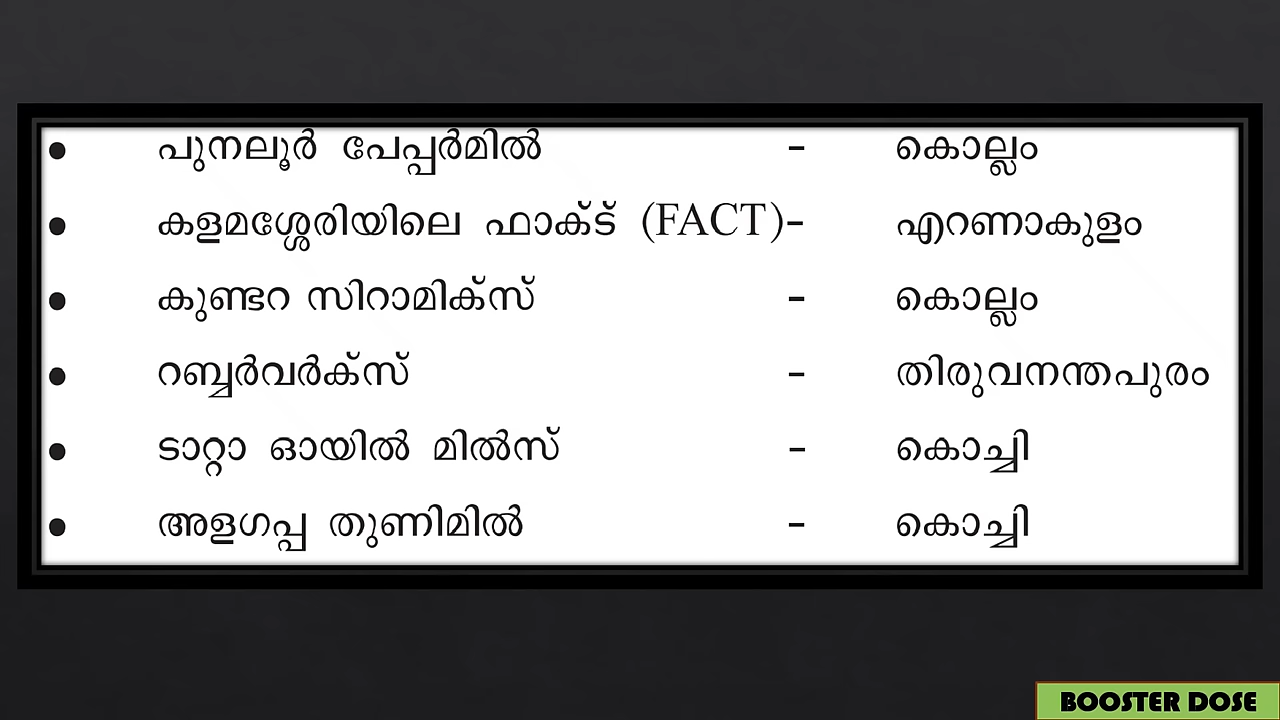 • പുനലൂർ പേപ്പർമിൽ - കൊല്ലം
• കളമശ്ശേരിയിലെ ഫാക്ട് (FACT)- എറണാകുളം
• കുണ്ടറ സിറാമിക്സ് - കൊല്ലം
• റബ്ബർവർക്സ് - തിരുവനന്തപുരം
• ടാറ്റാ ഓയിൽ മിൽസ് - കൊച്ചി
• അളഗപ്പ തുണിമിൽ - കൊച്ചി
BOOSTER DOSE